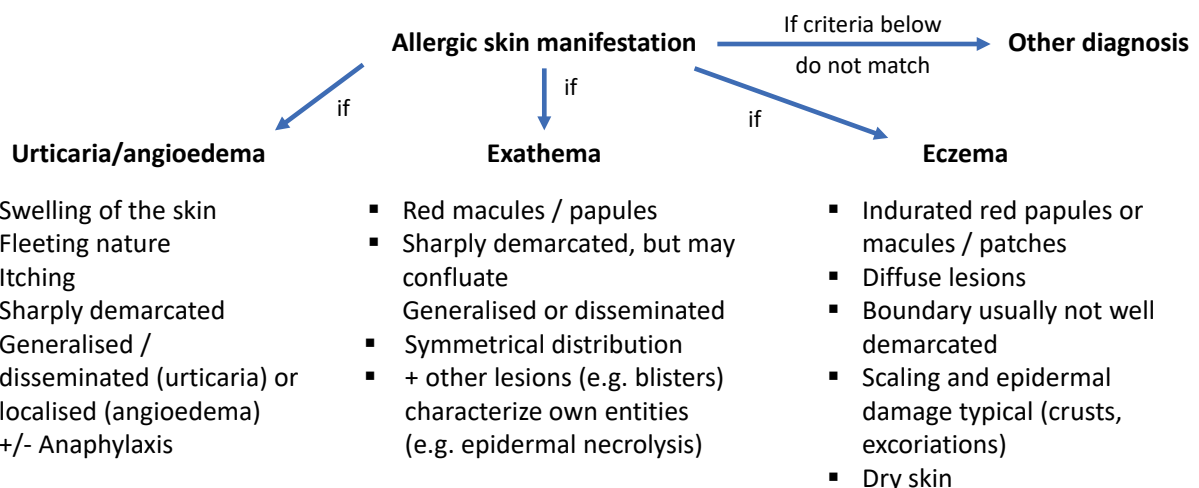 If criteria below
Allergic skin manifestation
Other diagnosis
do not match
if
if
if
Urticaria/angioedema
Swelling of the skin
Fleeting nature
Itching
Sharply demarcated
Generalised /
disseminated (urticaria) or
localised (angioedema)
+/- Anaphylaxis
Exathema
▪ Red macules / papules
▪ Sharply demarcated, but may
confluate
Generalised or disseminated
▪ Symmetrical distribution
▪ + other lesions (e.g. blisters)
characterize own entities
(e.g. epidermal necrolysis)
Eczema
▪ Indurated red papules or
macules / patches
▪ Diffuse lesions
▪ Boundary usually not well
demarcated
▪ Scaling and epidermal
damage typical (crusts,
excoriations)
▪ Dry skin